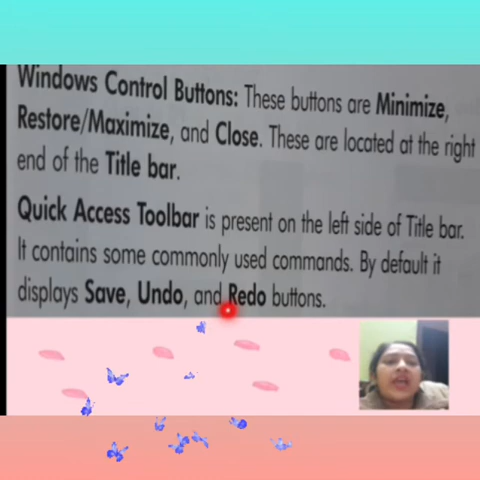 Windows Control Buttons: These buttons are Minimize,
Restore/Maximize, and Close. These are located at the right
end of the Title bar.
Quick Access Toolbar is present on the left side of Title bar.
It contains some commonly used commands. By default it
displays Save, Undo, and Redo buttons.